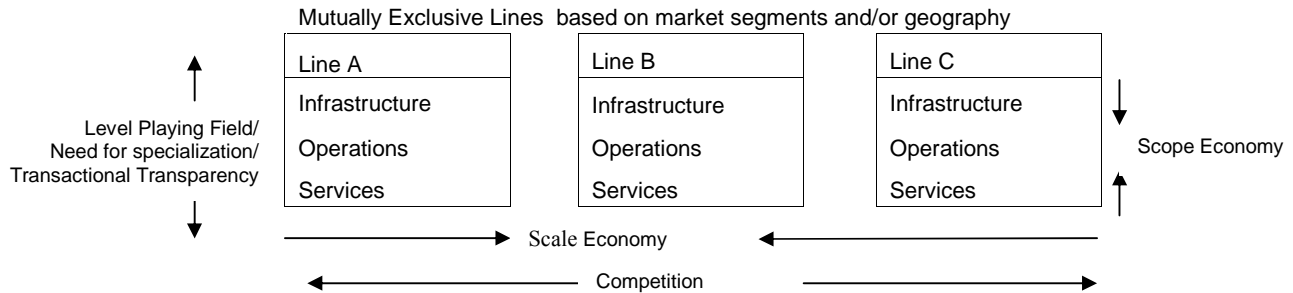 Mutually Exclusive Lines based on market segments and/or geography
Line A
Infrastructure
Operations
Services
Line B
Infrastructure
Operations
Services
Line C
Infrastructure
Operations
Services
Level Playing Field/
Need for specialization/
Transactional Transparency
Scope Economy
Scale Economy
Competition